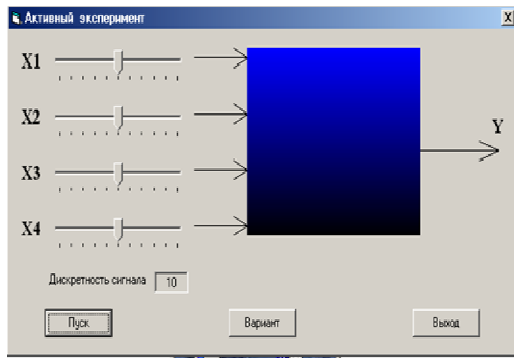 Активный эксперимент
X1
X2
Y
X3
X4
Дискретность сигнала 10
Пуск Вариант Выход